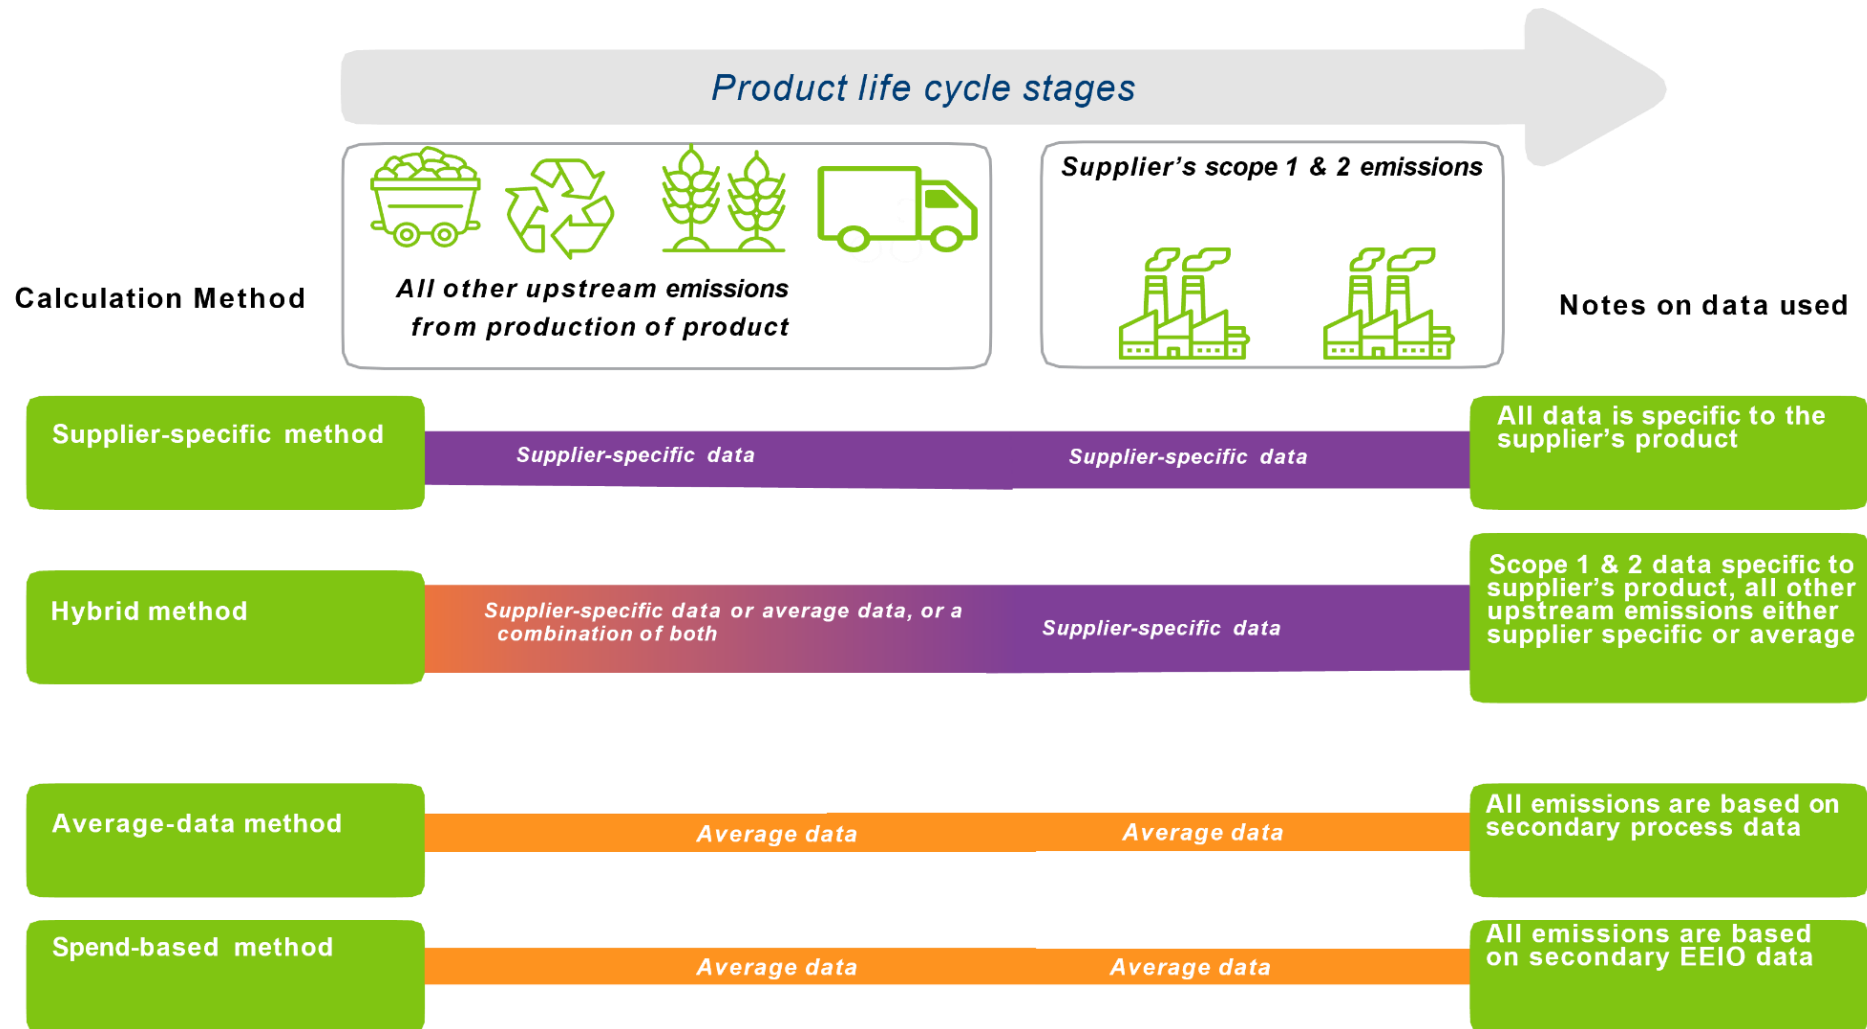 Product life cycle stages
Supplier's scope 1 & 2 emissions
All other upstream emissions
from production of product
Calculation Method
Notes on data used
Supplier-specific method
Supplier-specific data
Supplier-specific data
All data is specific to the
supplier's product
Hybrid method
Supplier-specific data or average data, or a
combination of both
Supplier-specific data
Scope 1 & 2 data specific to
supplier's product, all other
upstream emissions either
supplier specific or average
Average-data method
Average data
Average data
All emissions are based on
secondary process data
Spend-based method
Average data
Average data
All emissions are based
on secondary EEIO data